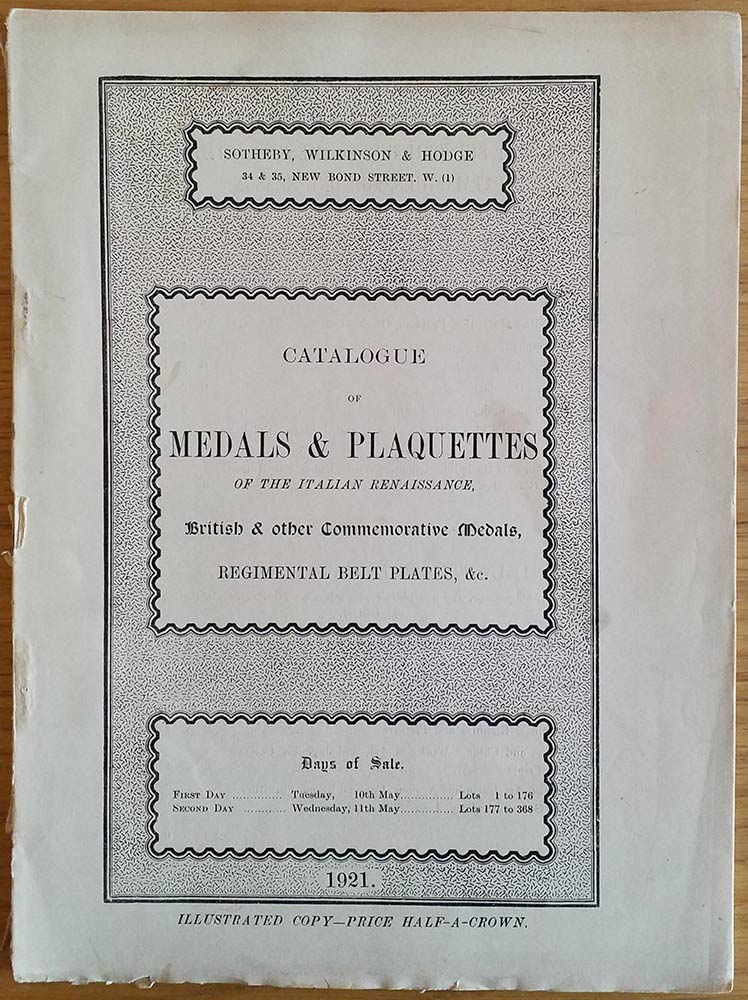 SOTHEBY, WILKINSON & HODGE
34 & 35, NEW BOND STREET. W. (1)
CATALOGUE
OF
MEDALS & PLAQUETTES
OF THE ITALIAN RENAISSANCE,
British & other Commemorative Medals,
REGIMENTAL BELT PLATES, &c.
Days of Sale.
FIRST DAY ............. Tuesday, 10th May.............. Lots 1 to 176
SECOND DAY ........... Wednesday, 11th May.............. Lots 177 to 368
1921.
ILLUSTRATED COPY—PRICE HALF-A-CROWN.